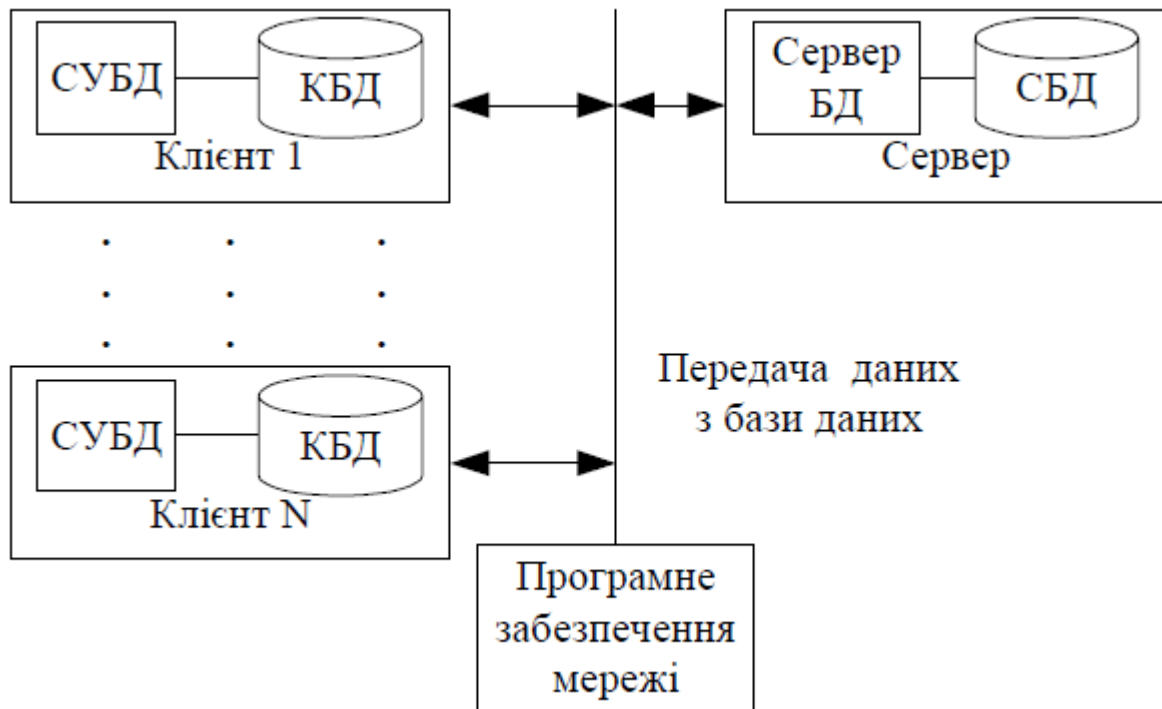 СУБД
КБД
Клієнт 1
Сервер
БД
СБД
Сервер
СУБД
КБД
Клієнт N
Передача даних
з бази даних
Програмне
забезпечення
мережі